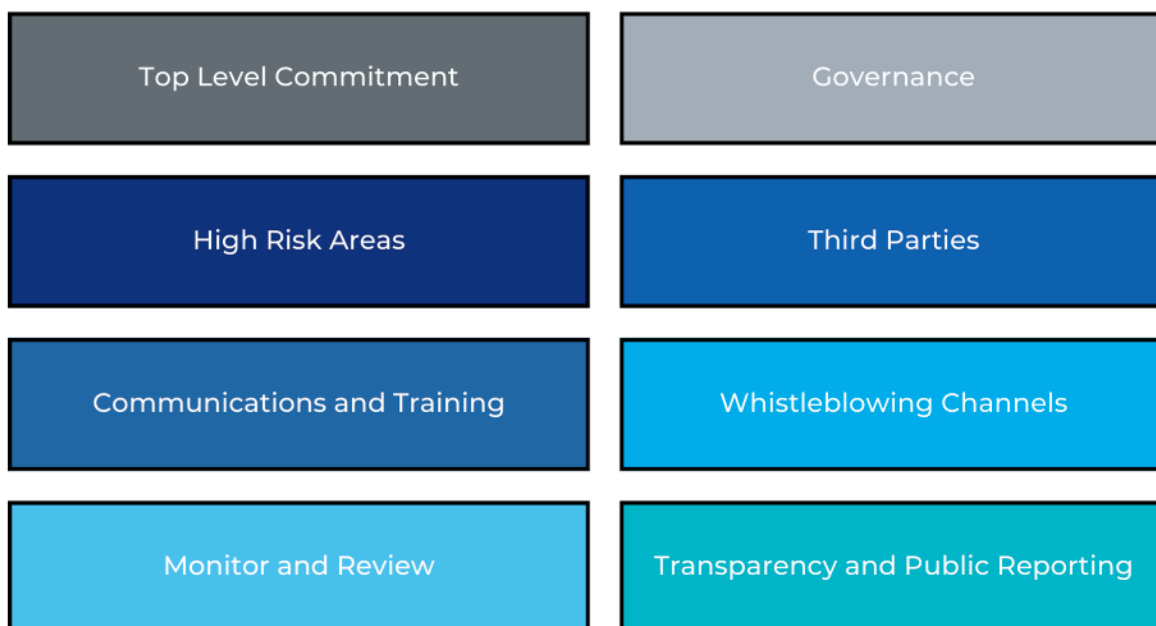 Top Level Commitment
Governance
High Risk Areas
Third Parties
Communications and Training
Whistleblowing Channels
Monitor and Review
Transparency and Public Reporting